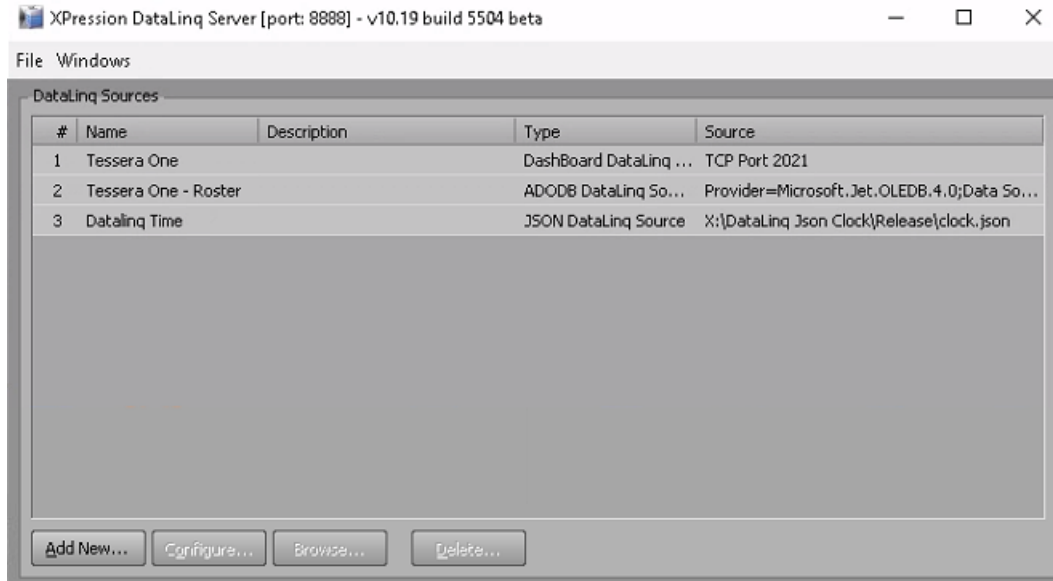 XPression DataLinq Server [port: 8888] - v10.19 build 5504 beta
File Windows
DataLinq Sources
# Name Description Type Source
1 Tessera One DashBoard DataLinq ... TCP Port 2021
2 Tessera One - Roster ADODB DataLinq So... Provider=Microsoft.Jet.OLEDB.4.0;Data So...
3 Datalinq Time JSON DataLinq Source X:\DataLinq Json Clock\Release\clock.json
Add New... Configure... Browse... Delete...